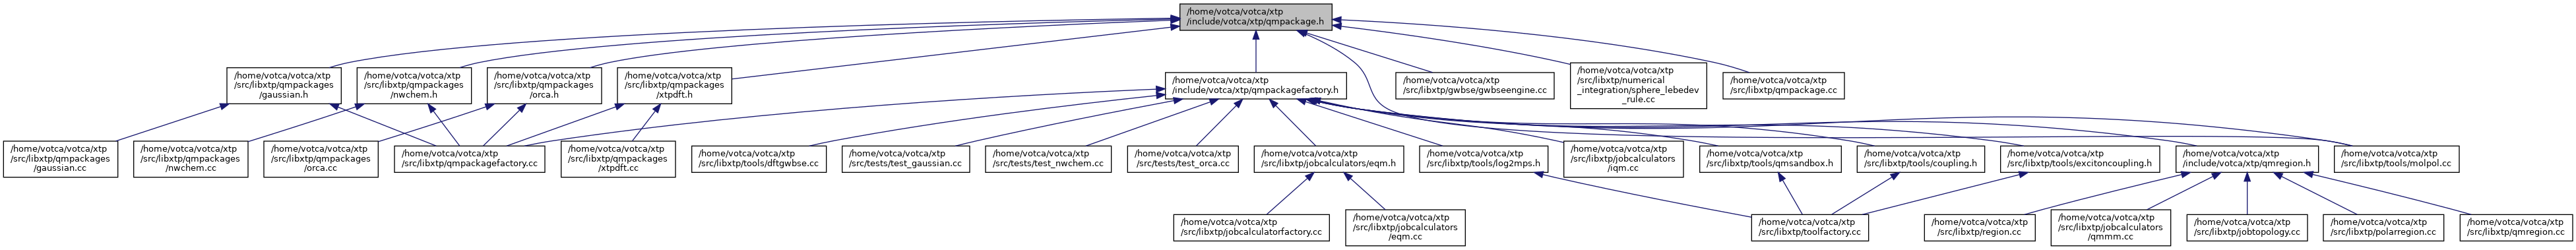 /home/votca/votca/xtp
/include/votca/xtp/qmpackage.h
/home/votca/votca/xtp
/src/libxtp/qmpackages
/gaussian.h
/home/votca/votca/xtp
/src/libxtp/qmpackages
/nwchem.h
/home/votca/votca/xtp
/src/libxtp/qmpackages
/orca.h
/home/votca/votca/xtp
/src/libxtp/qmpackages
/xtpdft.h
/home/votca/votca/xtp
/include/votca/xtp/qmpackagefactory.h
/home/votca/votca/xtp
/src/libxtp/gwbse/gwbseengine.cc
/home/votca/votca/xtp
/src/libxtp/numerical
_integration/sphere_lebedev
_rule.cc
/home/votca/votca/xtp
/src/libxtp/qmpackage.cc
/home/votca/votca/xtp
/src/libxtp/qmpackages
/gaussian.cc
/home/votca/votca/xtp
/src/libxtp/qmpackages
/nwchem.cc
/home/votca/votca/xtp
/src/libxtp/qmpackages
/orca.cc
/home/votca/votca/xtp
/src/libxtp/qmpackagefactory.cc
/home/votca/votca/xtp
/src/libxtp/qmpackages
/xtpdft.cc
/home/votca/votca/xtp
/src/libxtp/tools/dftgwbse.cc
/home/votca/votca/xtp
/src/tests/test_gaussian.cc
/home/votca/votca/xtp
/src/tests/test_nwchem.cc
/home/votca/votca/xtp
/src/tests/test_orca.cc
/home/votca/votca/xtp
/src/libxtp/jobcalculators/eqm.h
/home/votca/votca/xtp
/src/libxtp/tools/log2mps.h
/home/votca/votca/xtp
/src/libxtp/jobcalculators
/iqm.cc
/home/votca/votca/xtp
/src/libxtp/tools/qmsandbox.h
/home/votca/votca/xtp
/src/libxtp/tools/coupling.h
/home/votca/votca/xtp
/src/libxtp/tools/excitoncoupling.h
/home/votca/votca/xtp
/include/votca/xtp/qmregion.h
/home/votca/votca/xtp
/src/libxtp/tools/molpol.cc
/home/votca/votca/xtp
/src/libxtp/jobcalculatorfactory.cc
/home/votca/votca/xtp
/src/libxtp/jobcalculators
/eqm.cc
/home/votca/votca/xtp
/src/libxtp/toolfactory.cc
/home/votca/votca/xtp
/src/libxtp/region.cc
/home/votca/votca/xtp
/src/libxtp/jobcalculators
/qmmm.cc
/home/votca/votca/xtp
/src/libxtp/jobtopology.cc
/home/votca/votca/xtp
/src/libxtp/polarregion.cc
/home/votca/votca/xtp
/src/libxtp/qmregion.cc